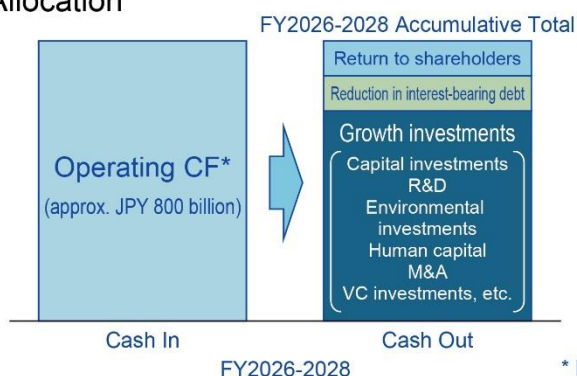 Allocation
FY2026-2028 Accumulative Total
Operating CF*
(approx. JPY 800 billion)
Return to shareholders
Reduction in interest-bearing debt
Growth investments
Capital investments
R&D
Environmental
investments
Human capital
M&A
VC investments, etc.
Cash In
Cash Out
FY2026-2028
*